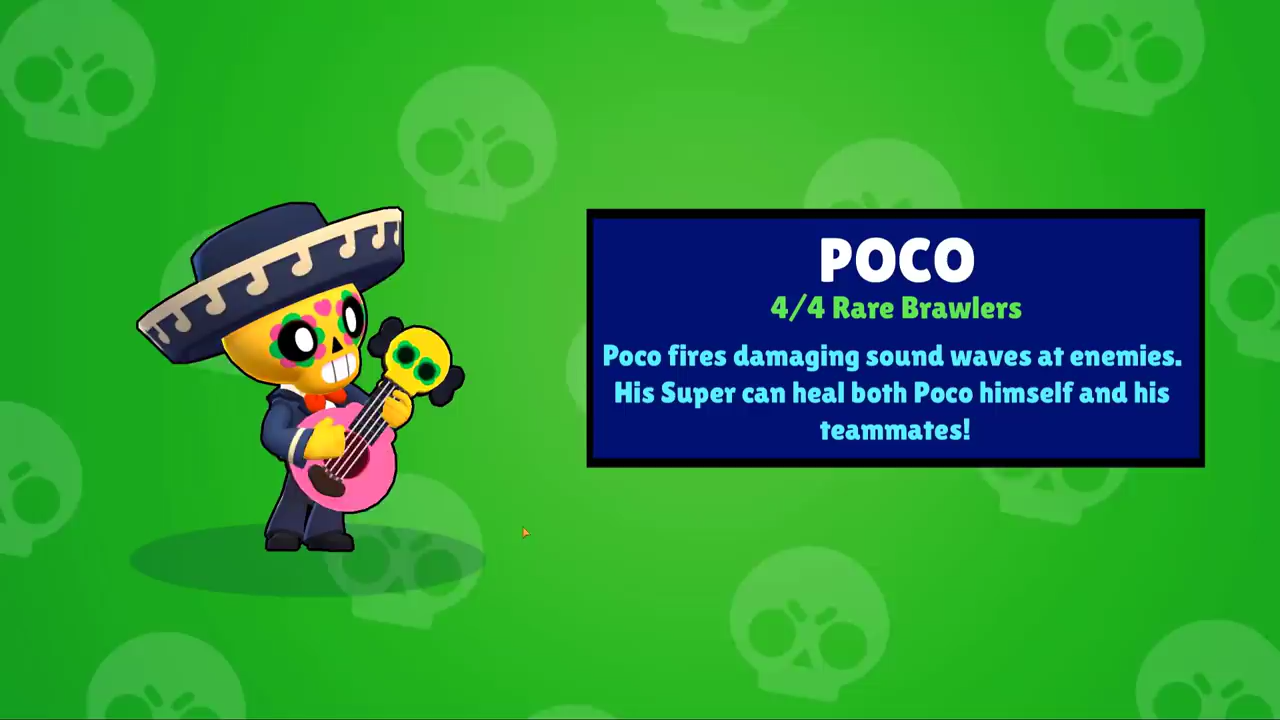 POCO
4/4 Rare Brawlers
Poco fires damaging sound waves at enemies.
His Super can heal both Poco himself and his
teammates!